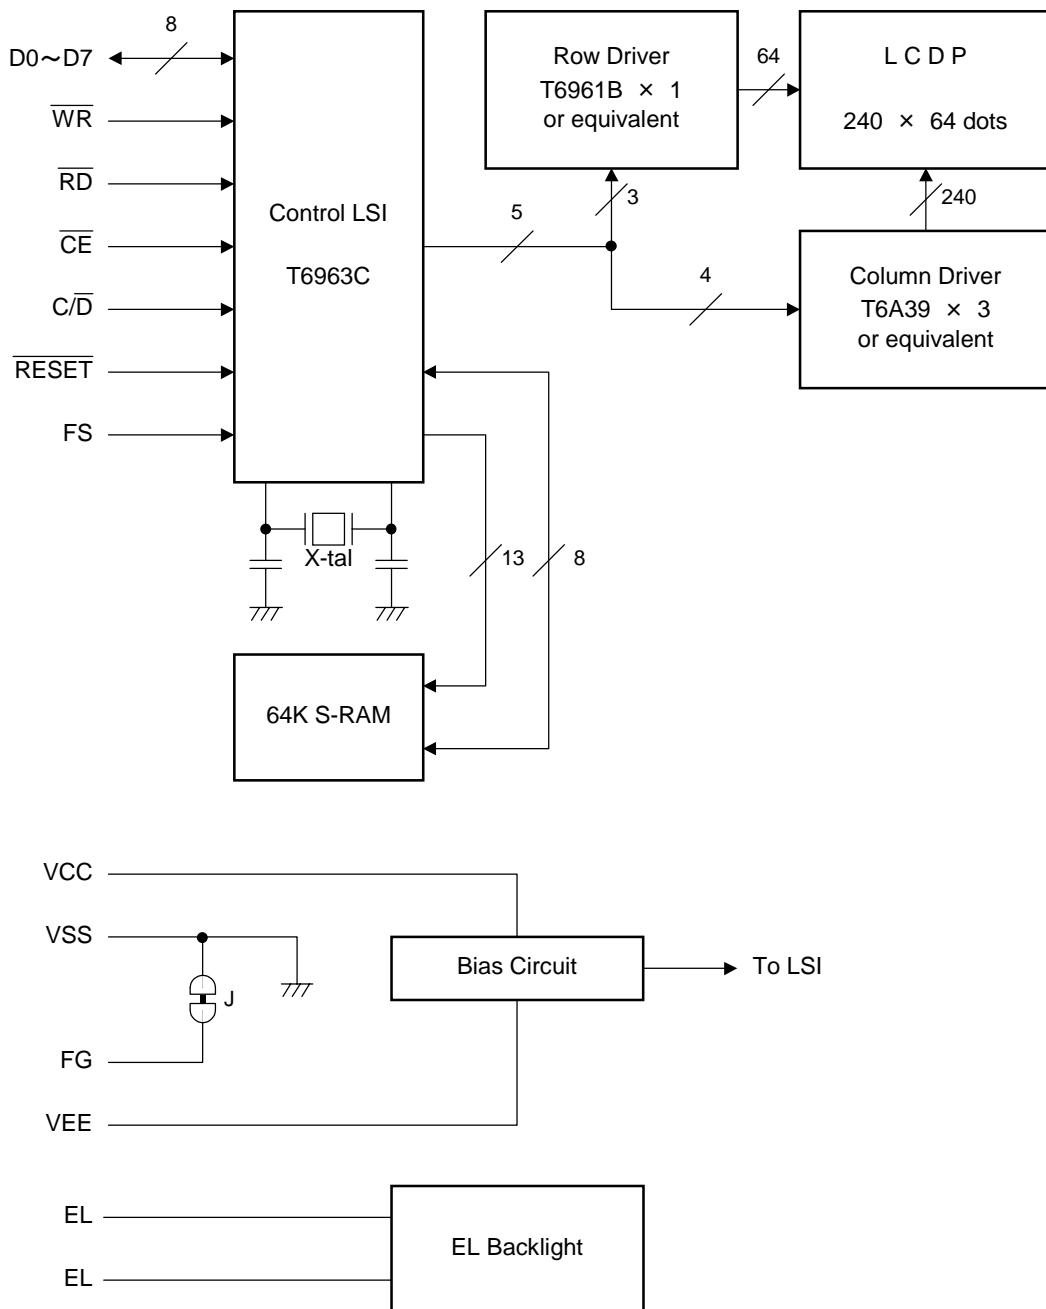 8
D0～D7
WR
RD
CE
C/D
RESET
FS
Control LSI
T6963C
Row Driver
T6961B × 1
or equivalent
64
L C D P
240 × 64 dots
5
3
240
4
Column Driver
T6A39 × 3
or equivalent
X-tal
13
8
64K S-RAM
VCC
VSS
J
FG
VEE
Bias Circuit
To LSI
EL
EL
EL Backlight